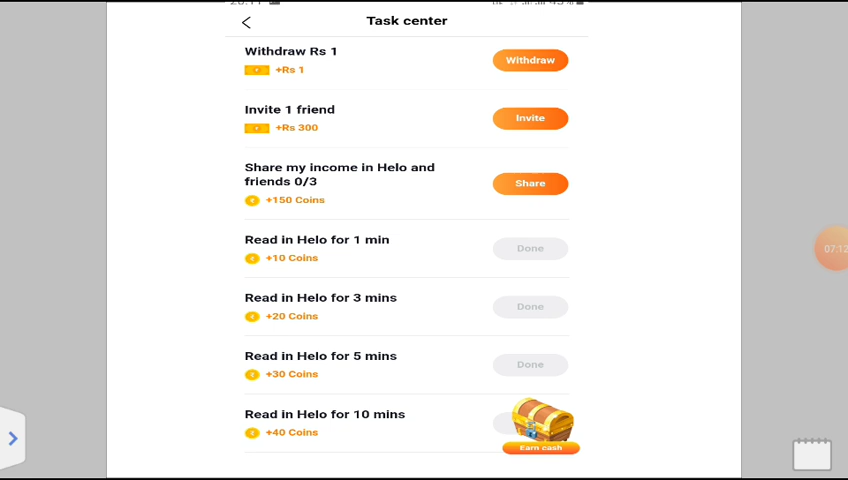 Task center
Withdraw Rs 1
+Rs 1
Withdraw
Invite 1 friend
+Rs 300
Invite
Share my income in Helo and
friends 0/3
+150 Coins
Share
Read in Helo for 1 min
+10 Coins
Done
Read in Helo for 3 mins
+20 Coins
Done
Read in Helo for 5 mins
+30 Coins
Done
Read in Helo for 10 mins
+40 Coins
Earn cash
07:12